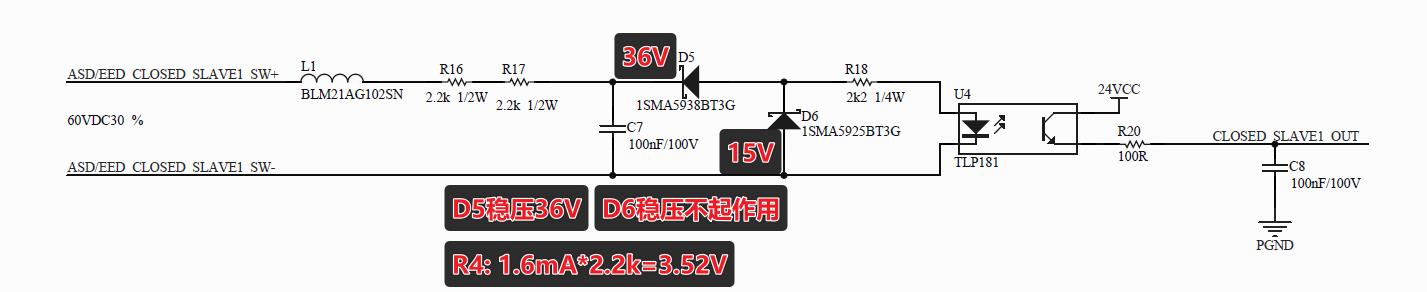 36V
D5
ASD/EED CLOSED SLAVE1 SW+
L1
BLM21AG102SN
R16
2.2k 1/2W
R17
2.2k 1/2W
1SMA5938BT3G
R18
2k2 1/4W
U4
24VCC
60VDC30 %
C7
100nF/100V
D6
1SMA5925BT3G
15V
R20
100R
CLOSED SLAVE1 OUT
ASD/EED CLOSED SLAVE1 SW-
TLP181
C8
100nF/100V
PGND
D5稳压36V
D6稳压不起作用
R4: 1.6mA*2.2k=3.52V